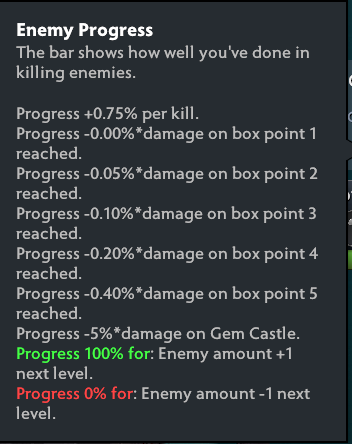 Enemy Progress
The bar shows how well you've done in
killing enemies.
Progress +0.75% per kill.
Progress -0.00%*damage on box point 1
reached.
Progress -0.05%*damage on box point 2
reached.
Progress -0.10%*damage on box point 3
reached.
Progress -0.20%*damage on box point 4
reached.
Progress -0.40%*damage on box point 5
reached.
Progress -5%*damage on Gem Castle.
Progress 100% for: Enemy amount +1
next level.
Progress 0% for: Enemy amount -1 next
level.